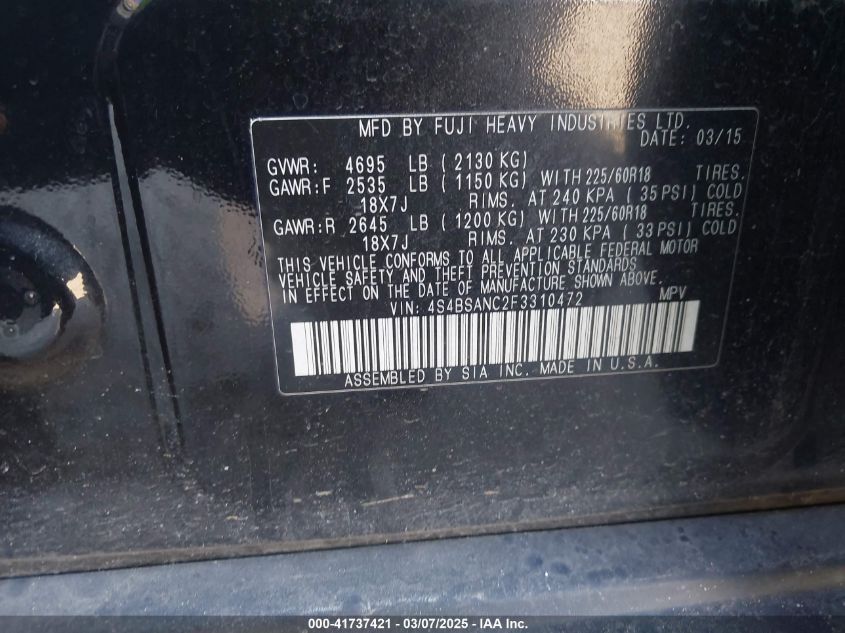 MFD BY FUJI HEAVY INDUSTRIES LTD.
DATE: 03/15
GVWR: 4695 LB ( 2130 KG)
GAWR:F 2535 LB ( 1150 KG) WITH 225/60R18 TIRES.
18X7J RIMS. AT 240 KPA ( 35 PSI) COLD
GAWR:R 2645 LB ( 1200 KG) WITH 225/60R18 TIRES.
18X7J RIMS. AT 230 KPA ( 33 PSI) COLD
THIS VEHICLE CONFORMS TO ALL APPLICABLE FEDERAL MOTOR
VEHICLE SAFETY AND THEFT PREVENTION STANDARDS
IN EFFECT ON THE DATE OF MANUFACTURE SHOWN ABOVE.
VIN: 4S4BSANC2F3310472 MPV
ASSEMBLED BY SIA INC. MADE IN U.S.A.
000-41737421 - 03/07/2025 - IAA Inc.